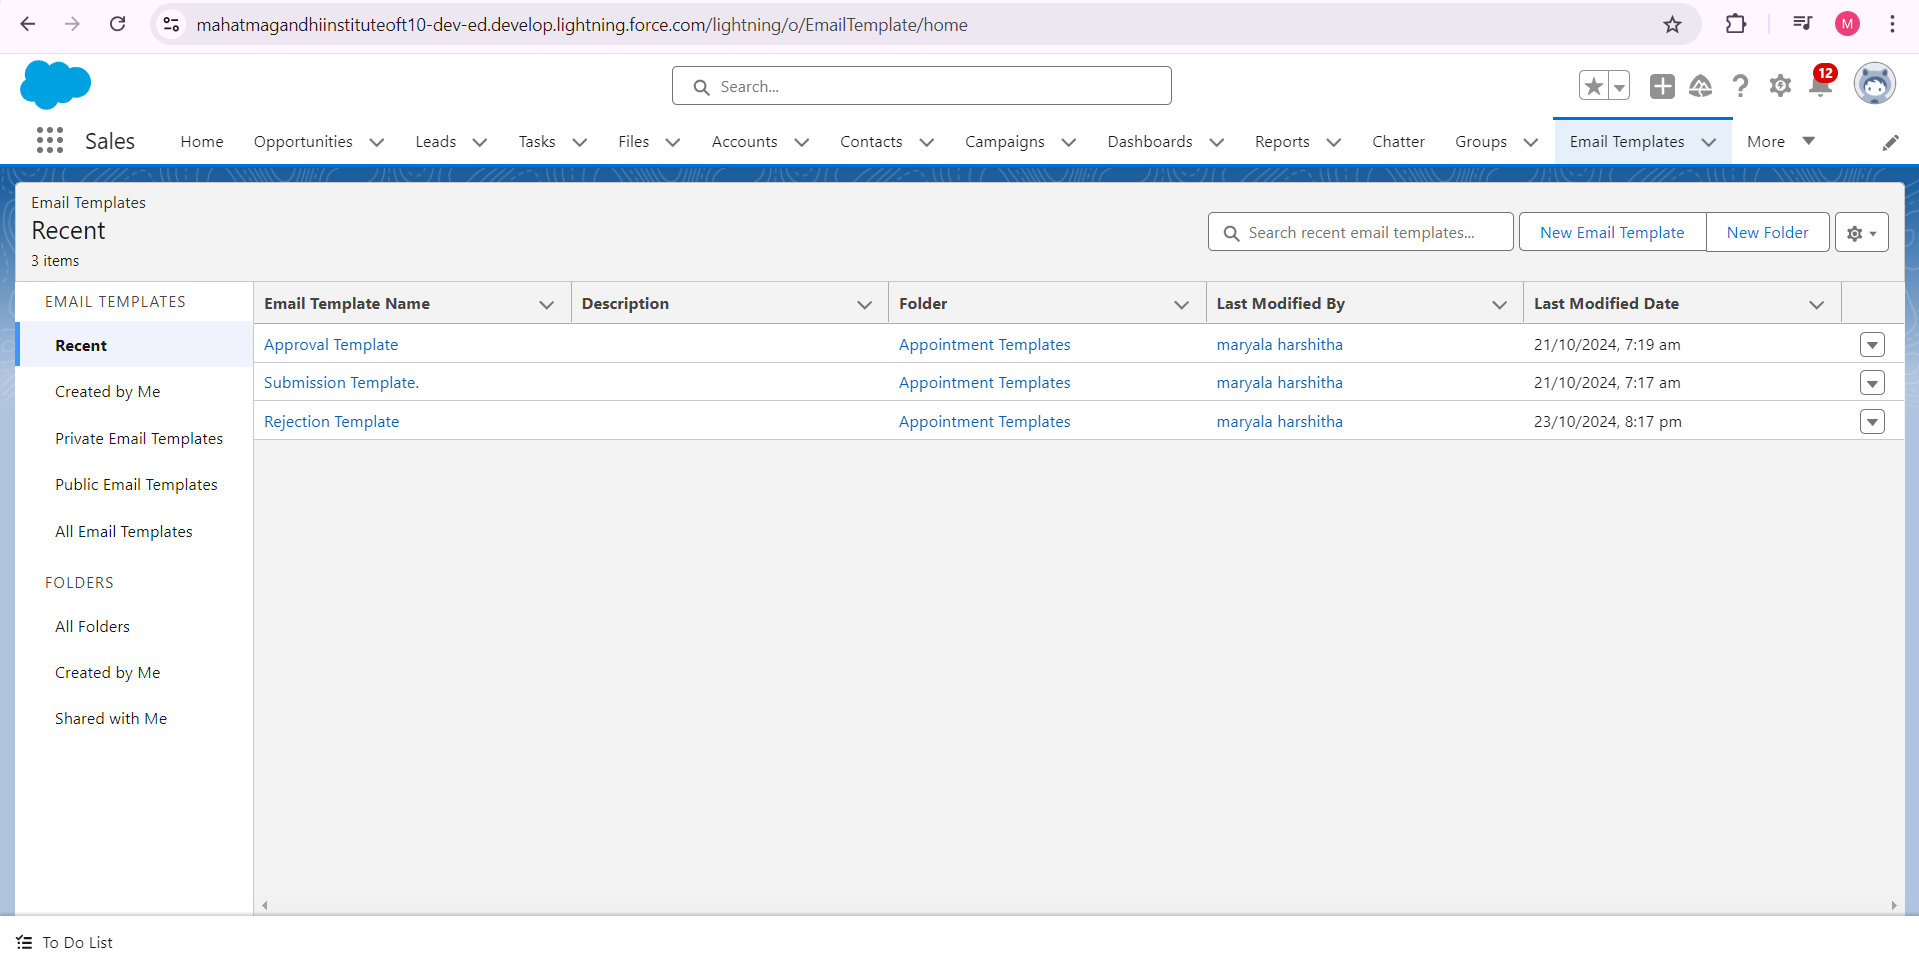 mahatmagandhiinstituteoft10-dev-ed.develop.lightning.force.com/lightning/o/EmailTemplate/home
M
Search...
12
Sales Home Opportunities Leads Tasks Files Accounts Contacts Campaigns Dashboards Reports Chatter Groups Email Templates More
Email Templates
Recent
3 items
Search recent email templates...
New Email Template
New Folder
EMAIL TEMPLATES
Recent
Created by Me
Private Email Templates
Public Email Templates
All Email Templates
FOLDERS
All Folders
Created by Me
Shared with Me
Email Template Name Description Folder Last Modified By Last Modified Date
Approval Template Appointment Templates maryala harshitha 21/10/2024, 7:19 am
Submission Template. Appointment Templates maryala harshitha 21/10/2024, 7:17 am
Rejection Template Appointment Templates maryala harshitha 23/10/2024, 8:17 pm
To Do List